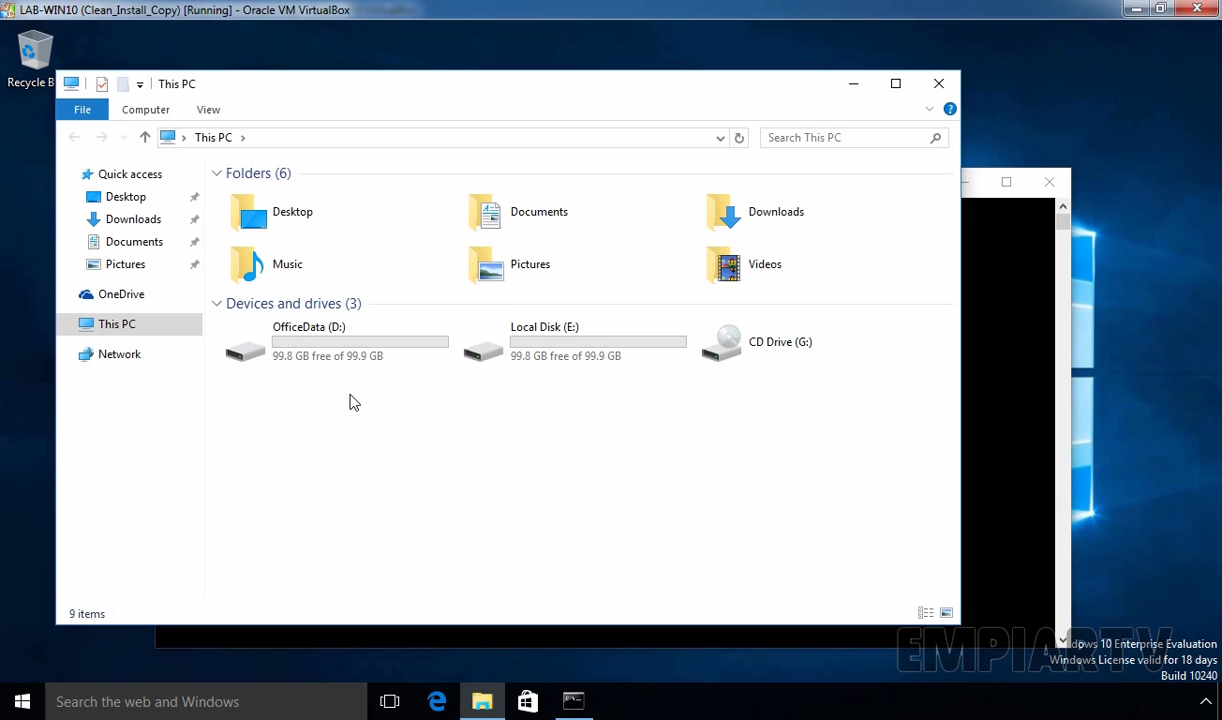 LAB-WIN10 (Clean_Install_Copy) [Running] - Oracle VM VirtualBox
Recycle B
This PC
File Computer View
This PC
Search This PC
Quick access
Desktop
Downloads
Documents
Pictures
OneDrive
This PC
Network
Folders (6)
Desktop
Documents
Downloads
Music
Pictures
Videos
Devices and drives (3)
OfficeData (D:)
99.8 GB free of 99.9 GB
Local Disk (E:)
99.8 GB free of 99.9 GB
CD Drive (G:)
9 items
EMPIARTV
dows 10 Enterprise Evaluation
Windows License valid for 18 days
Build 10240
Search the web and Windows